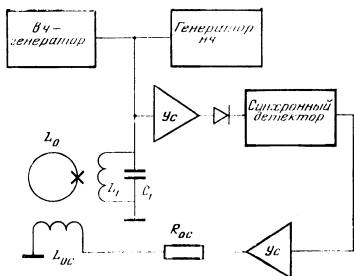 Вч-
генератор
Генератор
нч
Ус
Синхронный
детектор
L₀
L₁
C₁
Rос
Ус
Lос